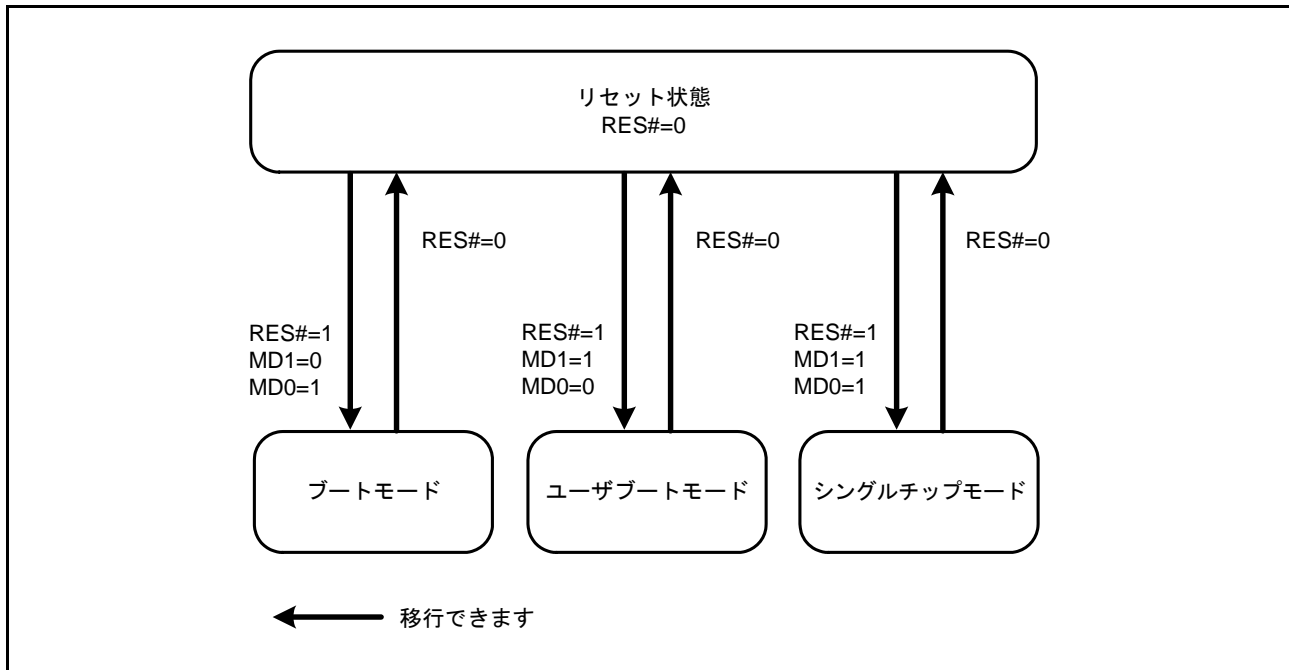 リセット状態
RES#=0
RES#=0
RES#=0
RES#=0
RES#=1
MD1=0
MD0=1
RES#=1
MD1=1
MD0=0
RES#=1
MD1=1
MD0=1
ブートモード
ユーザブートモード
シングルチップモード
移行できます